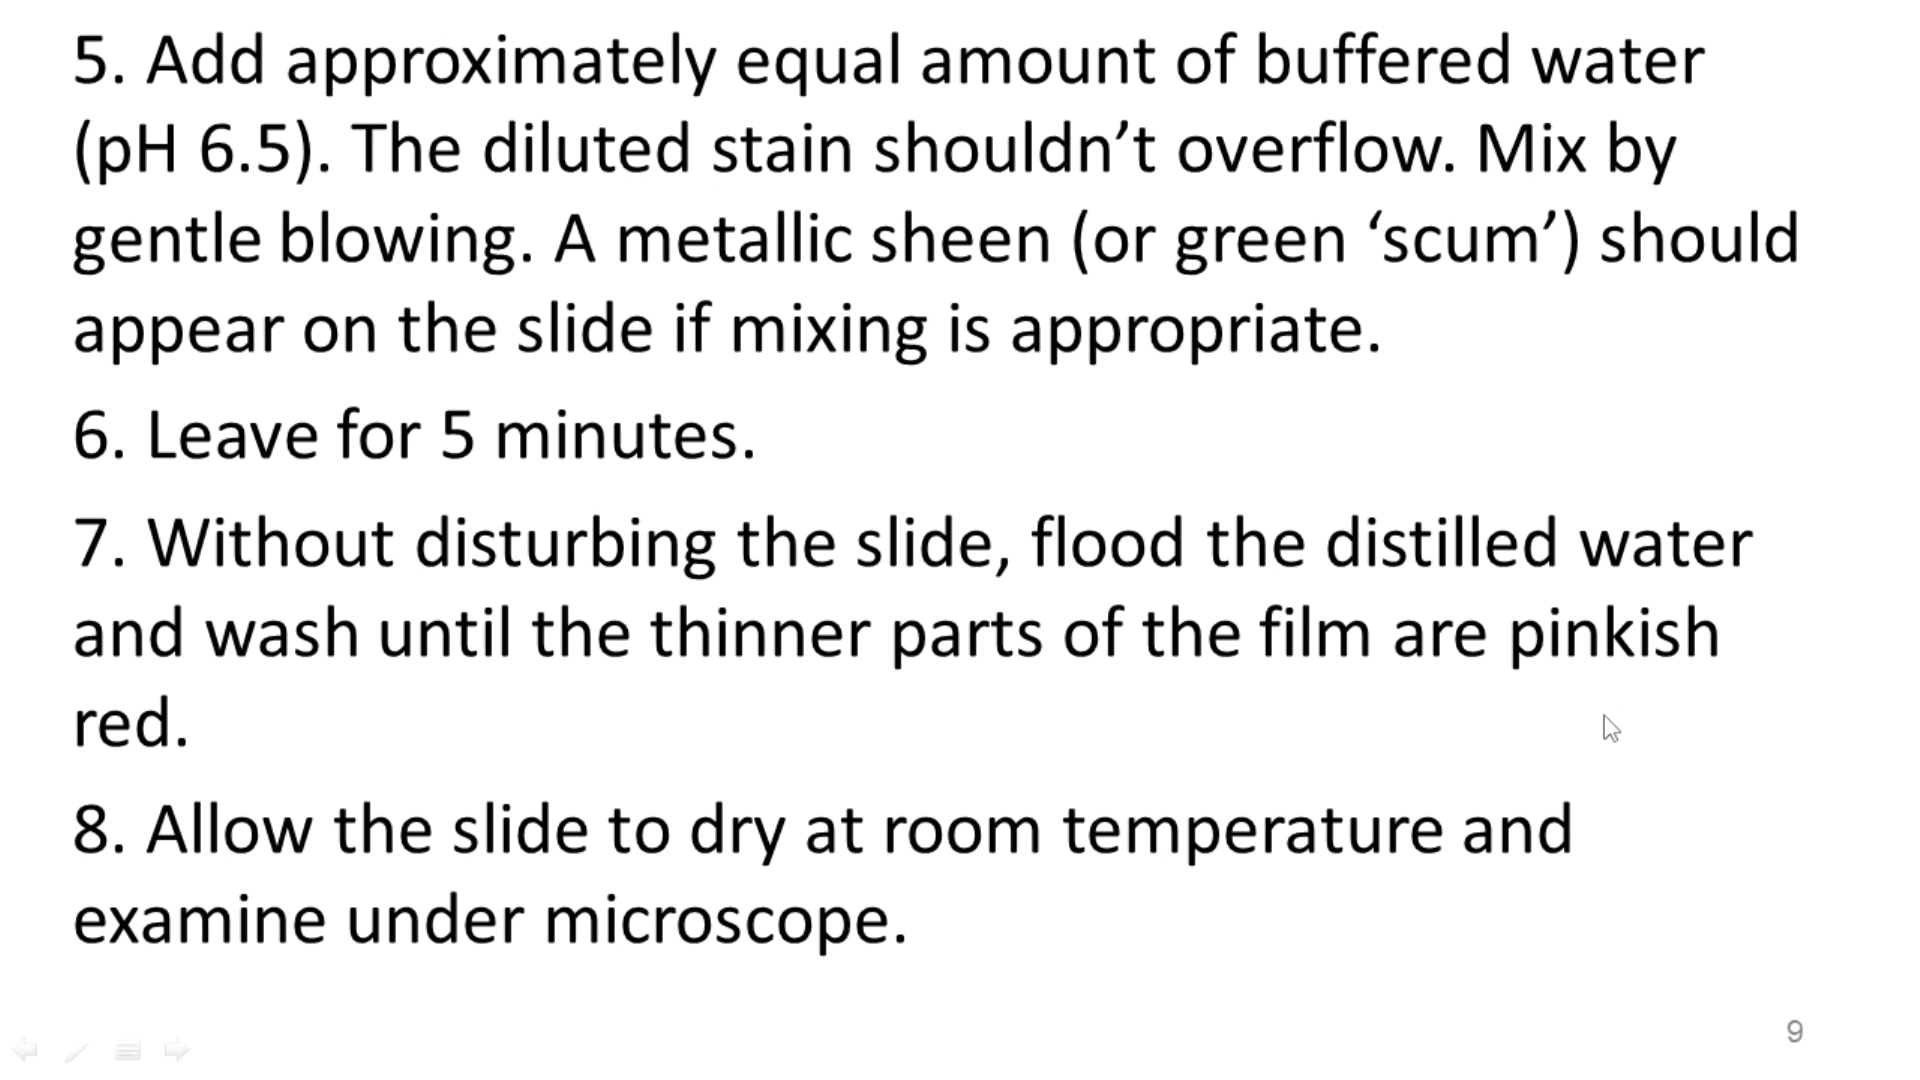 5. Add approximately equal amount of buffered water
(pH 6.5). The diluted stain shouldn’t overflow. Mix by
gentle blowing. A metallic sheen (or green ‘scum’) should
appear on the slide if mixing is appropriate.
6. Leave for 5 minutes.
7. Without disturbing the slide, flood the distilled water
and wash until the thinner parts of the film are pinkish
red.
8. Allow the slide to dry at room temperature and
examine under microscope.
9